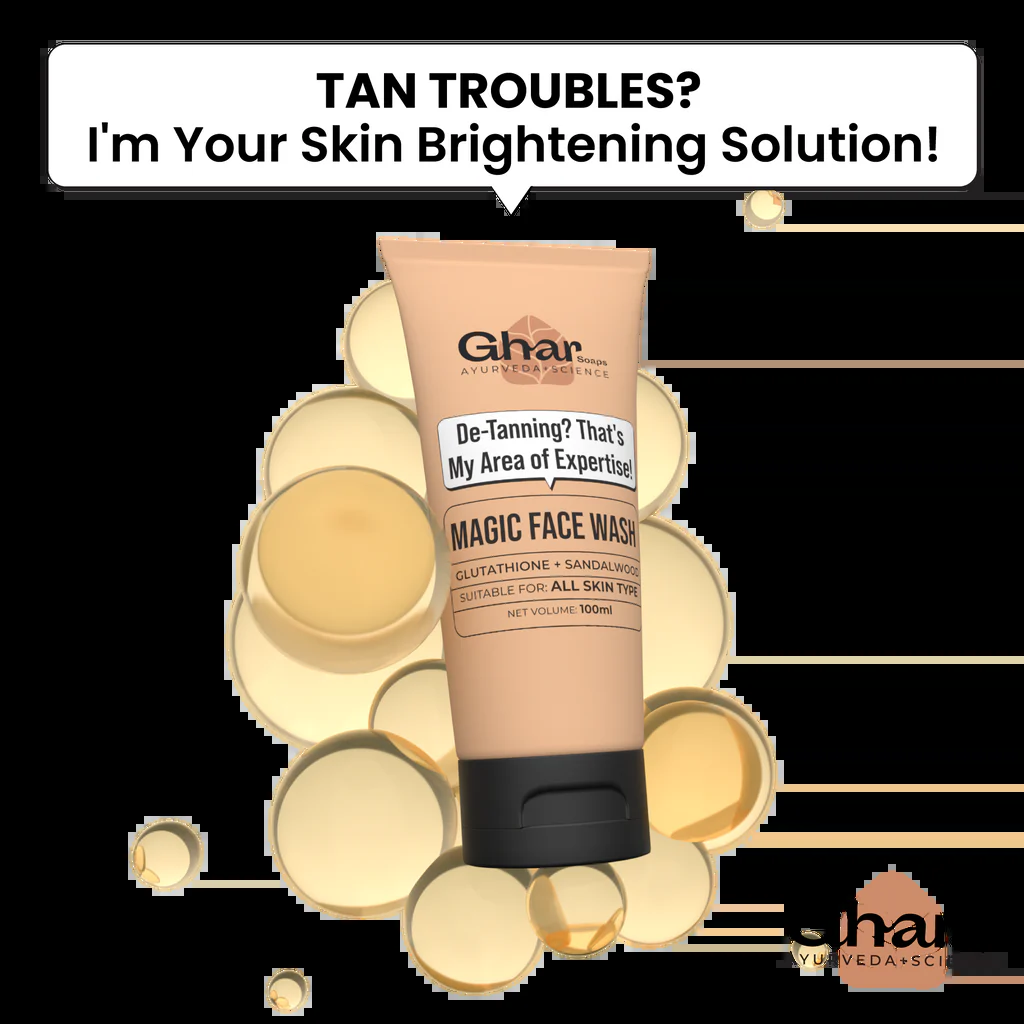 TAN TROUBLES?
I'm Your Skin Brightening Solution!
Ghar Soaps
AYURVEDA+SCIENCE
De-Tanning? That's
My Area of Expertise!
MAGIC FACE WASH
GLUTATHIONE + SANDALWOOD
SUITABLE FOR: ALL SKIN TYPE
NET VOLUME: 100ml